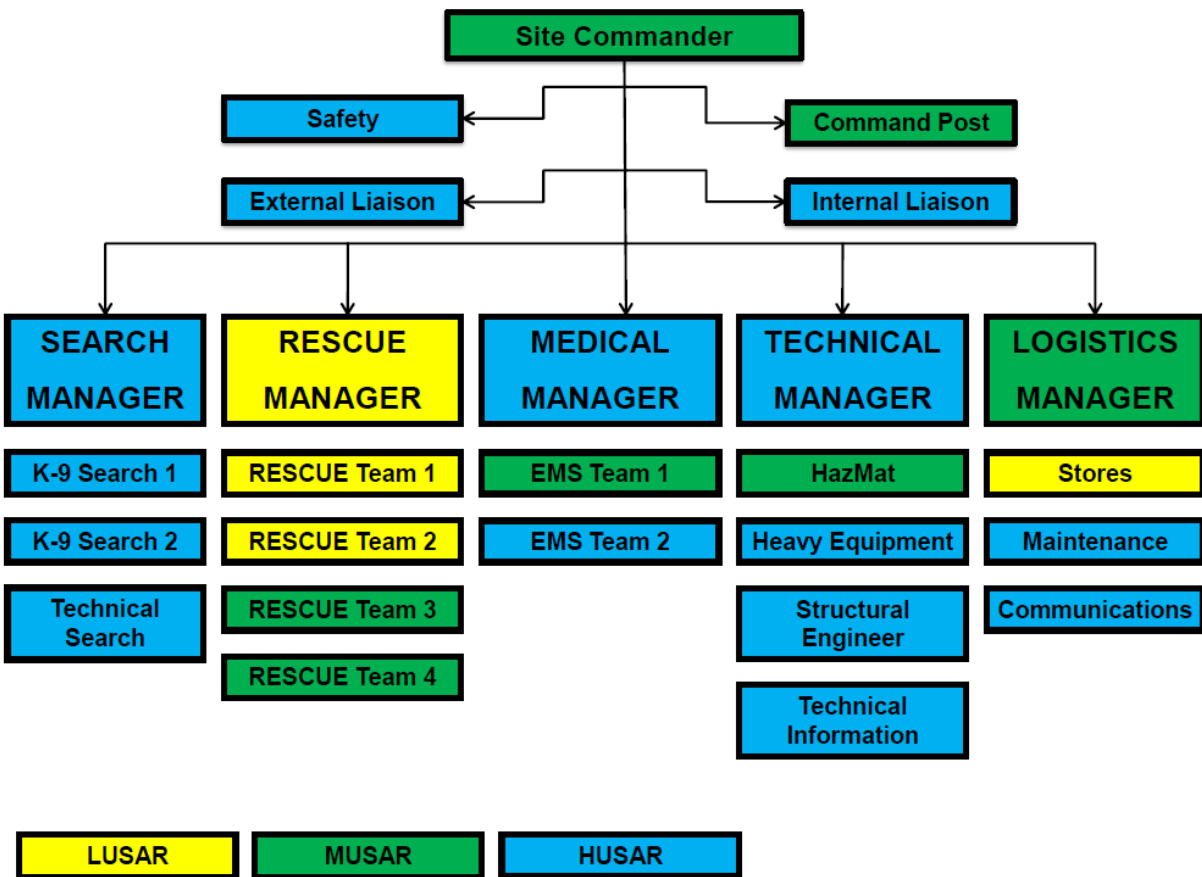 Site Commander
Safety
Command Post
External Liaison
Internal Liaison
SEARCH
MANAGER
RESCUE
MANAGER
MEDICAL
MANAGER
TECHNICAL
MANAGER
LOGISTICS
MANAGER
K-9 Search 1
RESCUE Team 1
EMS Team 1
HazMat
Stores
K-9 Search 2
RESCUE Team 2
EMS Team 2
Heavy Equipment
Maintenance
Technical
Search
RESCUE Team 3
Structural
Engineer
Communications
RESCUE Team 4
Technical
Information
LUSAR
MUSAR
HUSAR